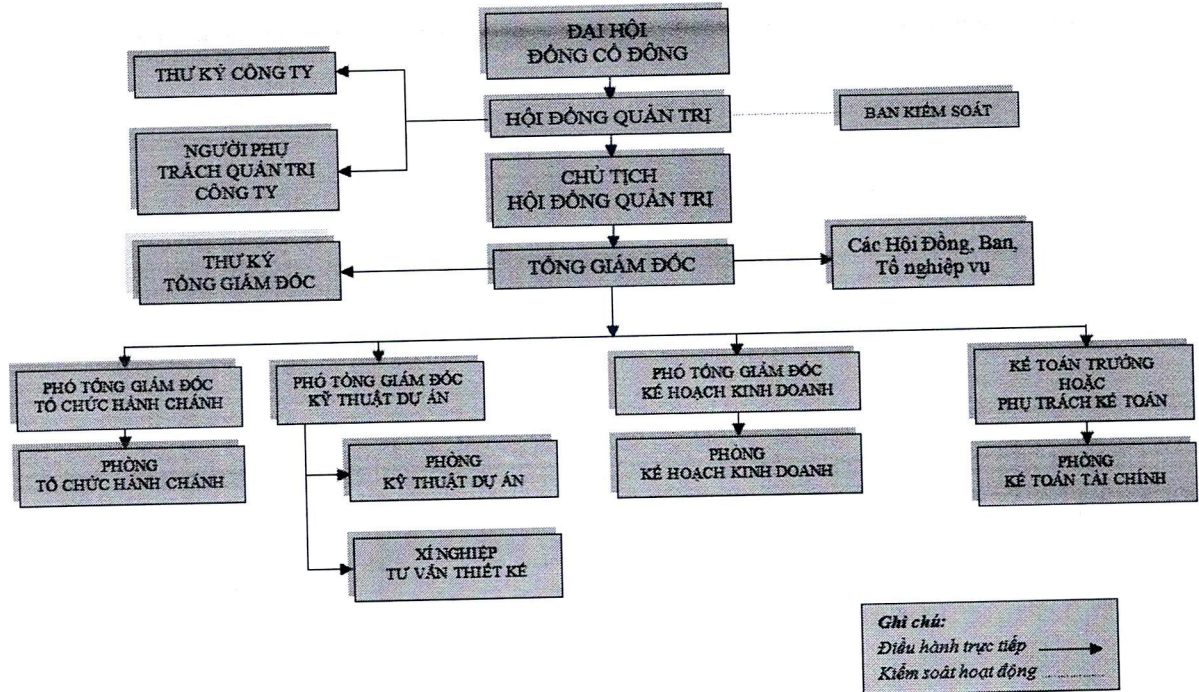 ĐẠI HỘI
ĐỒNG CỔ ĐÔNG
THƯ KÝ CÔNG TY
HỘI ĐỒNG QUẢN TRỊ
BAN KIỂM SOÁT
NGƯỜI PHỤ
TRÁCH QUẢN TRỊ
CÔNG TY
CHỦ TỊCH
HỘI ĐỒNG QUẢN TRỊ
THƯ KÝ
TỔNG GIÁM ĐỐC
TỔNG GIÁM ĐỐC
Các Hội Đồng, Ban,
Tổ nghiệp vụ
PHÓ TỔNG GIÁM ĐỐC
TỔ CHỨC HÀNH CHÁNH
PHÓ TỔNG GIÁM ĐỐC
KỸ THUẬT DỰ ÁN
PHÓ TỔNG GIÁM ĐỐC
KẾ HOẠCH KINH DOANH
KẾ TOÁN TRƯỞNG
HOẶC
PHỤ TRÁCH KẾ TOÁN
PHÒNG
TỔ CHỨC HÀNH CHÁNH
PHÒNG
KỸ THUẬT DỰ ÁN
PHÒNG
KẾ HOẠCH KINH DOANH
PHÒNG
KẾ TOÁN TÀI CHÍNH
XÍ NGHIỆP
TƯ VẤN THIẾT KẾ
Ghi chú:
Điều hành trực tiếp
Kiểm soát hoạt động